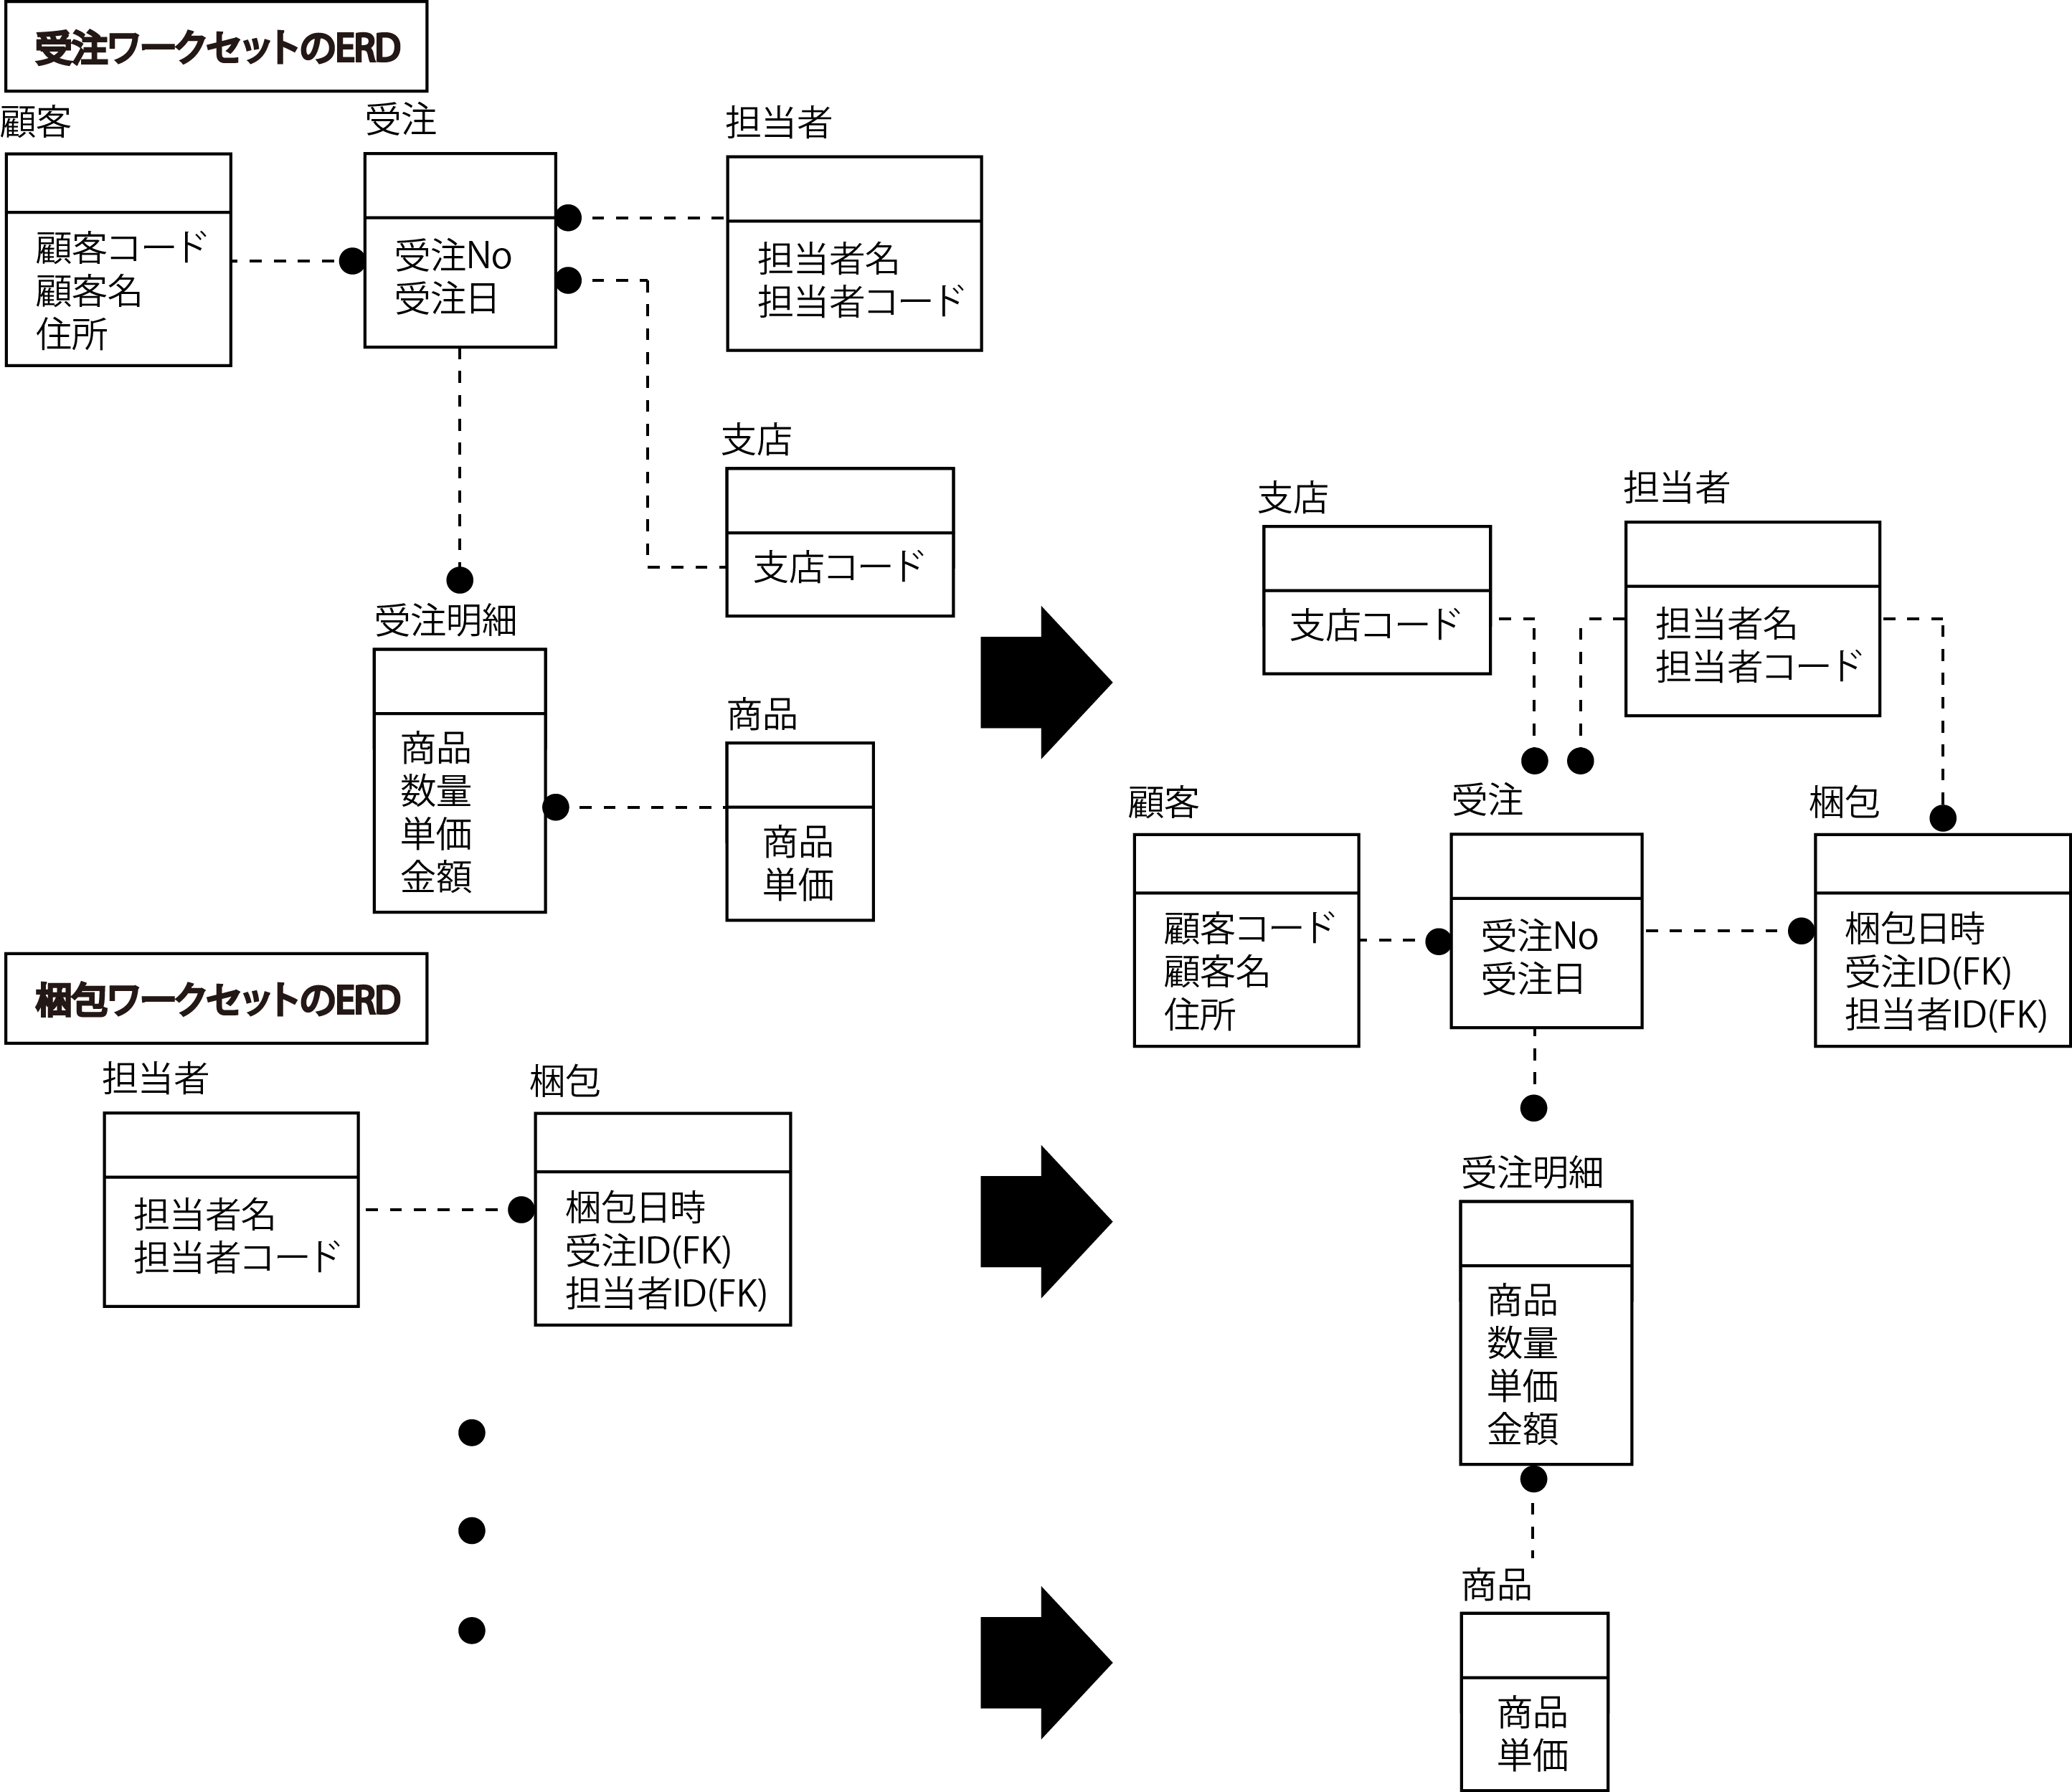 受注ワークセットのERD
顧客
顧客コード
顧客名
住所
受注
受注No
受注日
担当者
担当者名
担当者コード
支店
支店コード
受注明細
商品
数量
単価
金額
商品
商品
単価
梱包ワークセットのERD
担当者
担当者名
担当者コード
梱包
梱包日時
受注ID(FK)
担当者ID(FK)
支店
支店コード
担当者
担当者名
担当者コード
顧客
顧客コード
顧客名
住所
受注
受注No
受注日
梱包
梱包日時
受注ID(FK)
担当者ID(FK)
受注明細
商品
数量
単価
金額
商品
商品
単価